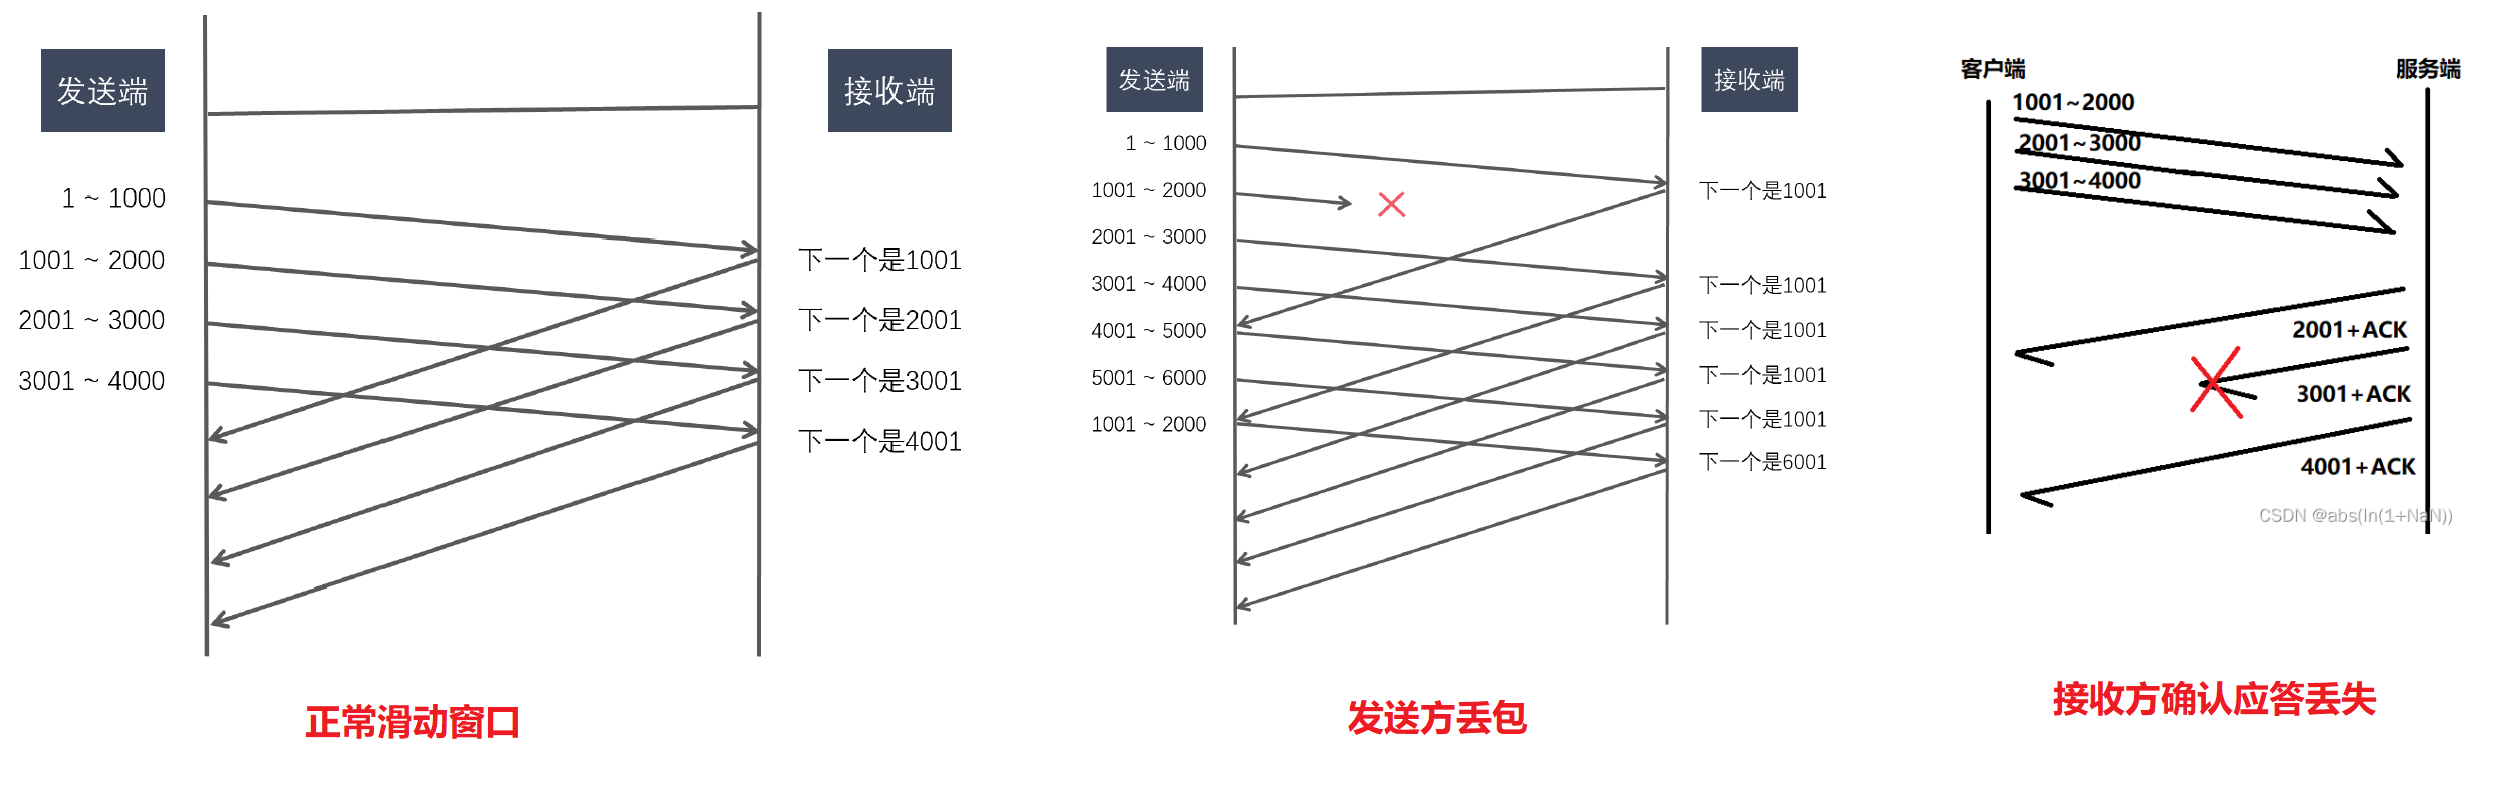 发送端
接收端
1 ~ 1000
1001 ~ 2000
2001 ~ 3000
3001 ~ 4000
下一个是1001
下一个是2001
下一个是3001
下一个是4001
正常滑动窗口
发送端
接收端
1 ~ 1000
1001 ~ 2000
2001 ~ 3000
3001 ~ 4000
4001 ~ 5000
5001 ~ 6000
1001 ~ 2000
下一个是1001
下一个是1001
下一个是1001
下一个是1001
下一个是1001
下一个是6001
发送方丢包
客户端
服务端
1001~2000
2001~3000
3001~4000
2001+ACK
3001+ACK
4001+ACK
CSDN @abs(ln(1+NaN))
接收方确认应答丢失